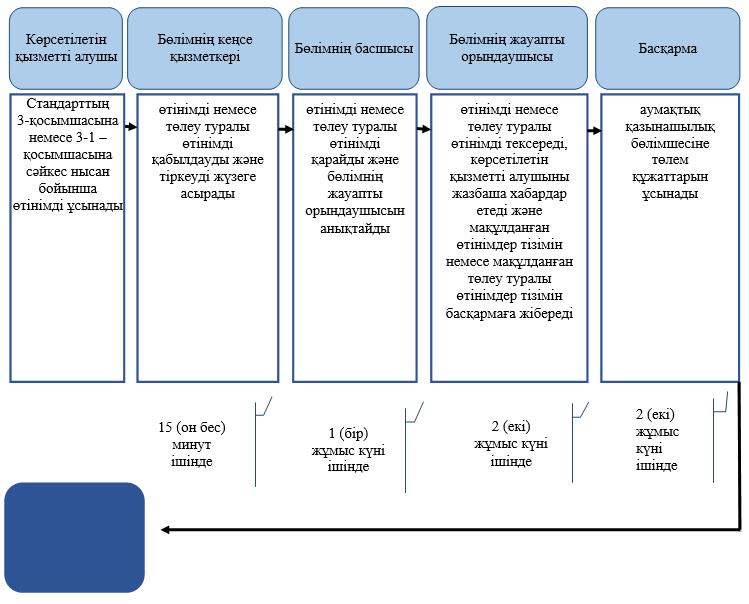 Көрсетілетін
қызметті алушы
Бөлімнің кеңсе
қызметкері
Бөлімнің басшысы
Бөлімнің жауапты
орындаушысы
Басқарма
Стандарттың
3-қосымшасына
немесе 3-1 –
қосымшасына
сәйкес нысан
бойынша
өтінімді ұсынады
өтінімді немесе
төлеу туралы
өтінімді
қабылдауды және
тіркеуді жүзеге
асырады
өтінімді немесе
төлеу туралы
өтінімді
қарайды және
бөлімнің
жауапты
орындаушысын
анықтайды
өтінімді немесе
төлеу туралы
өтінімді тексереді,
көрсетілетін
қызметті алушыны
жазбаша хабардар
етеді және
мақұлданған
өтінімдер тізімін
немесе мақұлданған
төлеу туралы
өтінімдер тізімін
басқармаға жібереді
аумақтық
қазынашылық
бөлімшесіне
төлем
құжаттарын
ұсынады
15 (он бес)
минут
ішінде
1 (бір)
жұмыс күні
ішінде
2 (екі)
жұмыс күні
ішінде
2 (екі)
жұмыс
күні
ішінде